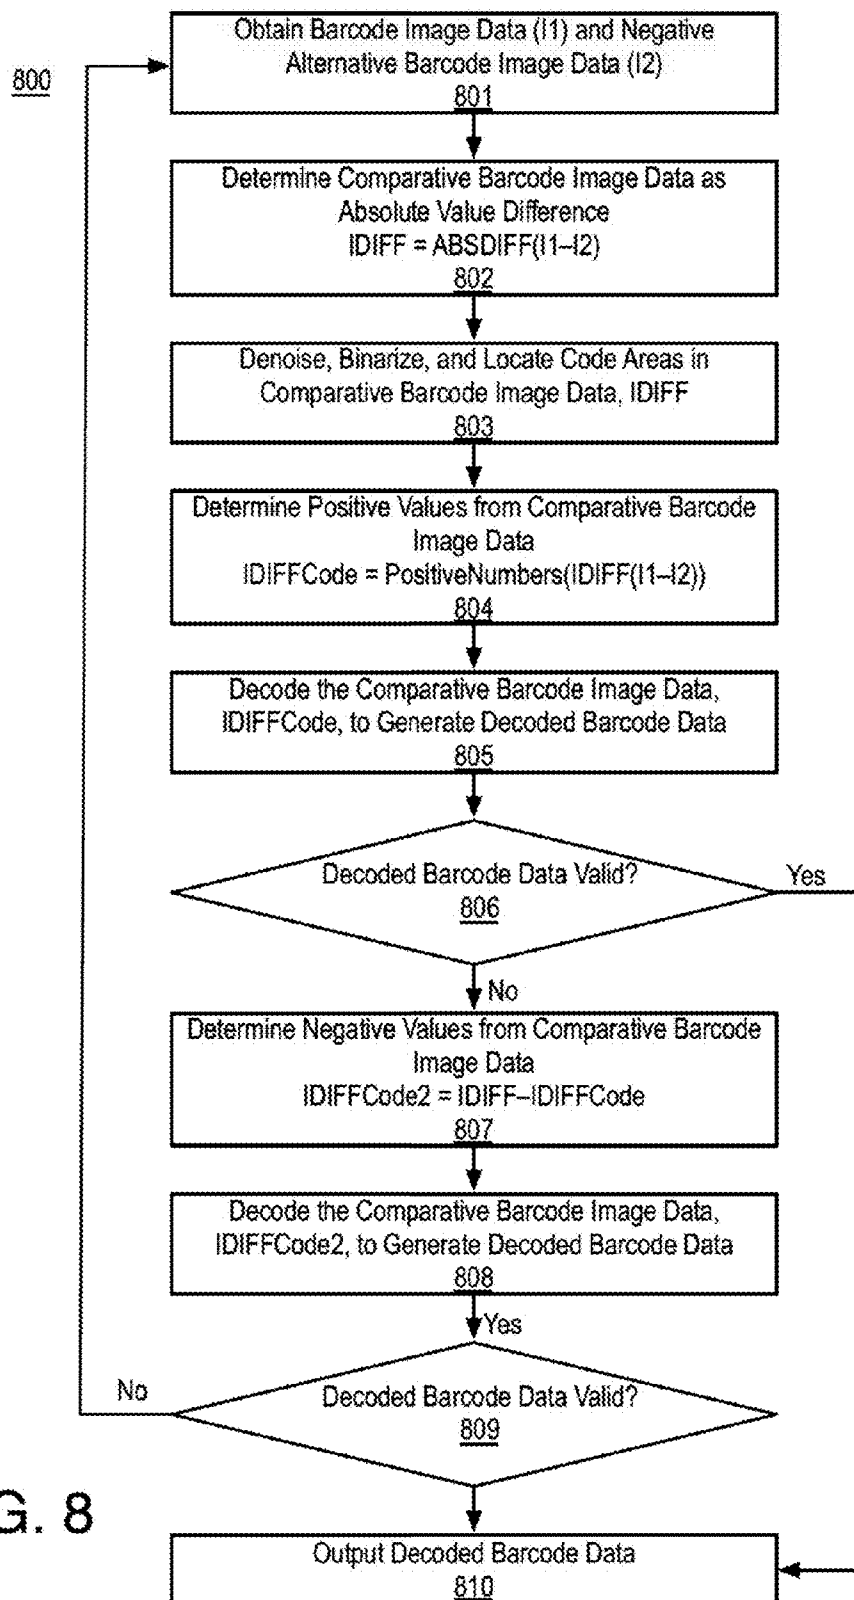 800
Obtain Barcode Image Data (I1) and Negative
Alternative Barcode Image Data (I2)
801
Determine Comparative Barcode Image Data as
Absolute Value Difference
IDIFF = ABSDIFF(I1–I2)
802
Denoise, Binarize, and Locate Code Areas in
Comparative Barcode Image Data, IDIFF
803
Determine Positive Values from Comparative Barcode
Image Data
IDIFFCode = PositiveNumbers(IDIFF(I1–I2))
804
Decode the Comparative Barcode Image Data,
IDIFFCode, to Generate Decoded Barcode Data
805
Decoded Barcode Data Valid?
806
Yes
No
Determine Negative Values from Comparative Barcode
Image Data
IDIFFCode2 = IDIFF–IDIFFCode
807
Decode the Comparative Barcode Image Data,
IDIFFCode2, to Generate Decoded Barcode Data
808
Yes
No
Decoded Barcode Data Valid?
809
G. 8
Output Decoded Barcode Data
810